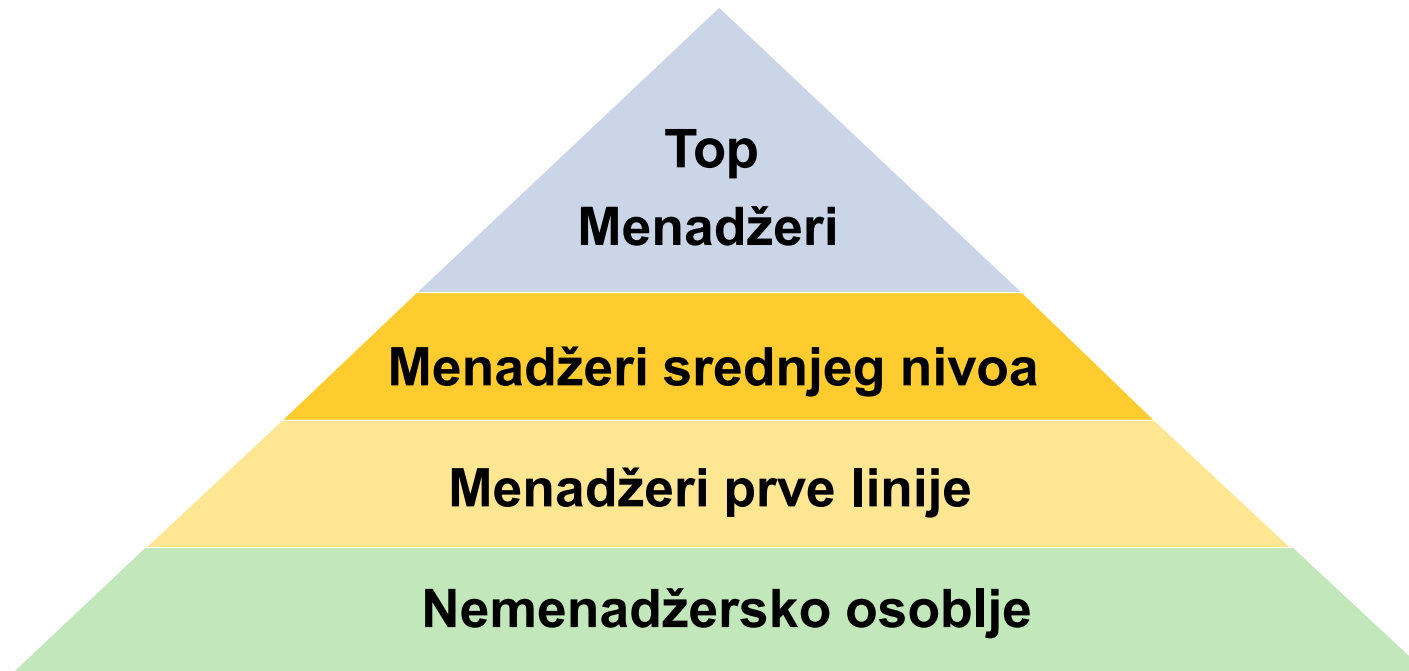 Top
Menadžeri
Menadžeri srednjeg nivoa
Menadžeri prve linije
Nemenadžersko osoblje